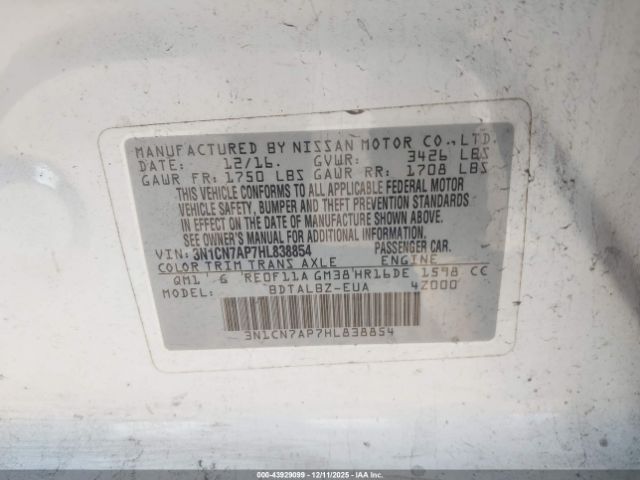 MANUFACTURED BY NISSAN MOTOR CO., LTD.
DATE: 12/16. GVWR: 3426 LBS
GAWR FR: 1750 LBS GAWR RR: 1708 LBS
THIS VEHICLE CONFORMS TO ALL APPLICABLE FEDERAL MOTOR
VEHICLE SAFETY, BUMPER AND THEFT PREVENTION STANDARDS
IN EFFECT ON THE DATE OF MANUFACTURE SHOWN ABOVE.
SEE OWNER'S MANUAL FOR ADDITIONAL INFORMATION.
VIN: 3N1CN7AP7HL838854 PASSENGER CAR.
COLOR TRIM TRANS AXLE ENGINE
QM1 G RE0F11A GM38 HR16DE 1598 CC
MODEL: BDTALBZ-EUA 4Z000
3N1CN7AP7HL838854
000-43929099 - 12/11/2025 - Copyright IAA, LLC.